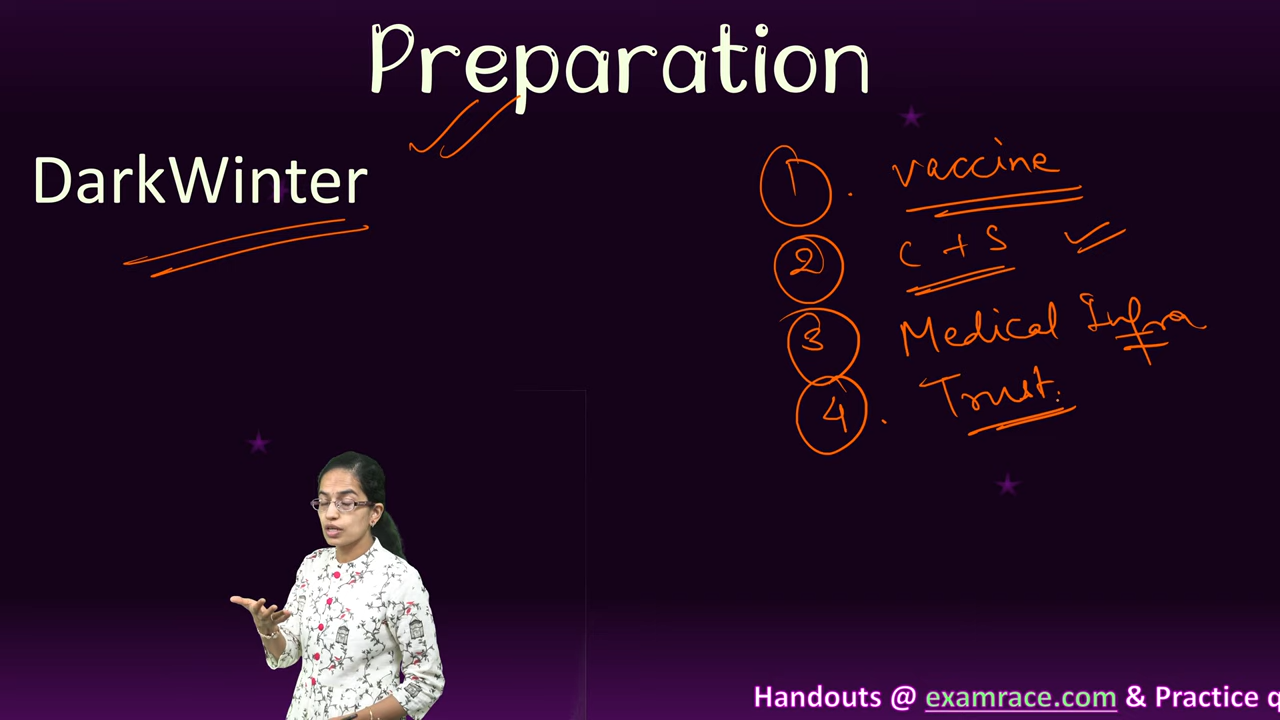 Preparation
DarkWinter
1. vaccine
2 C + S
3 Medical Infra
4. Trust.
Handouts @ examrace.com & Practice q